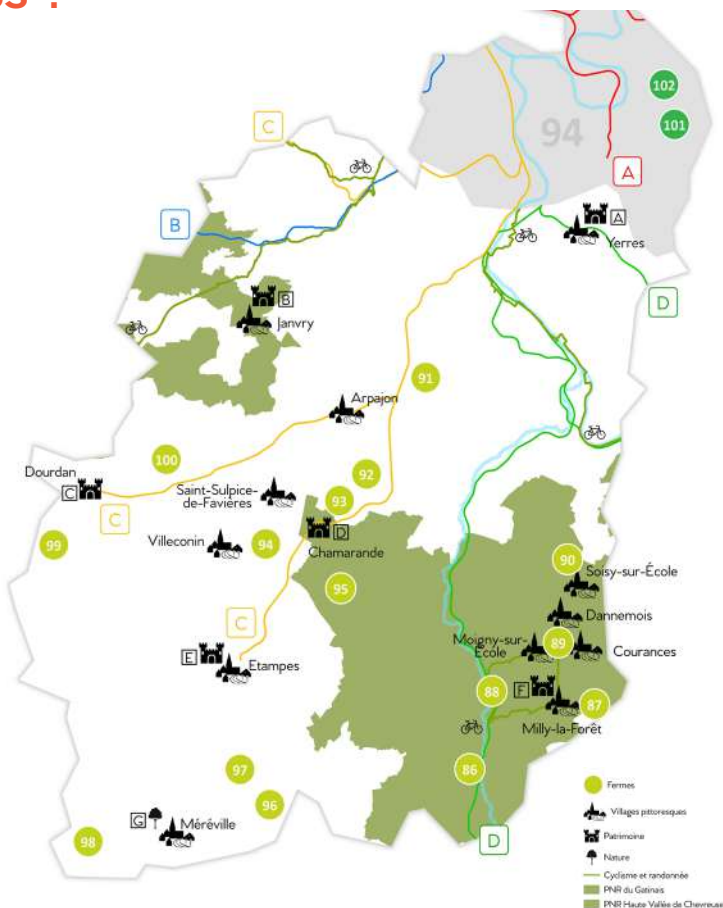 102
101
94
C
A
B
A
Yerres
D
B
Janvry
91
Arpajon
100
92
Dourdan
C
C
Saint-Sulpice-
de-Favières
93
D
Chamarande
99
Villeconin
94
95
90
Soisy-sur-École
Dannemois
C
Moigny-sur-
École
89
Courances
E
Etampes
88
F
87
Milly-la-Forêt
97
86
96
G
Méréville
98
D
Fermes
Villages pittoresques
Patrimoine
Nature
Cyclisme et randonnée
PNR du Gatinais
PNR Haute Vallée de Chevreuse